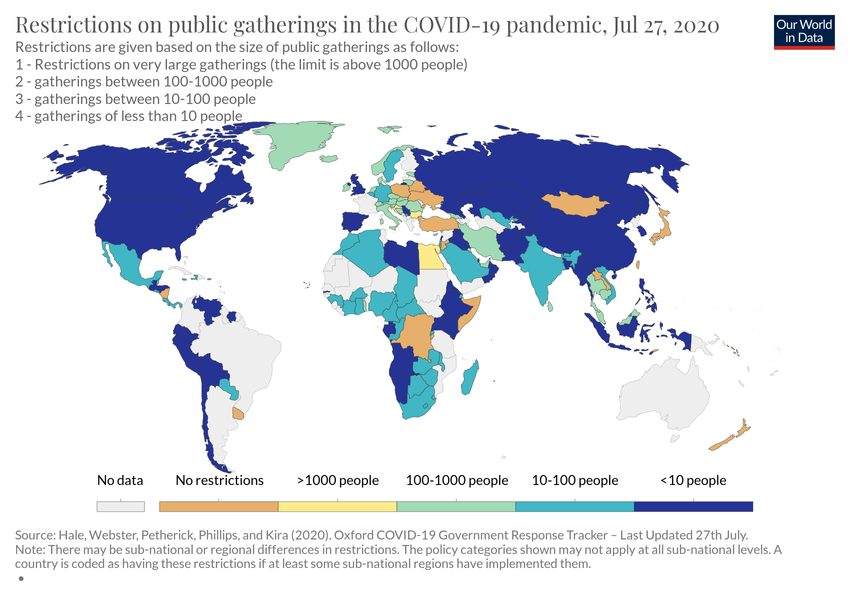 Restrictions on public gatherings in the COVID-19 pandemic, Jul 27, 2020
Our World
in Data
Restrictions are given based on the size of public gatherings as follows:
1 - Restrictions on very large gatherings (the limit is above 1000 people)
2 - gatherings between 100-1000 people
3 - gatherings between 10-100 people
4 - gatherings of less than 10 people
No data
No restrictions
>1000 people
100-1000 people
10-100 people
<10 people
Source: Hale, Webster, Petherick, Phillips, and Kira (2020). Oxford COVID-19 Government Response Tracker – Last Updated 27th July.
Note: There may be sub-national or regional differences in restrictions. The policy categories shown may not apply at all sub-national levels. A
country is coded as having these restrictions if at least some sub-national regions have implemented them.